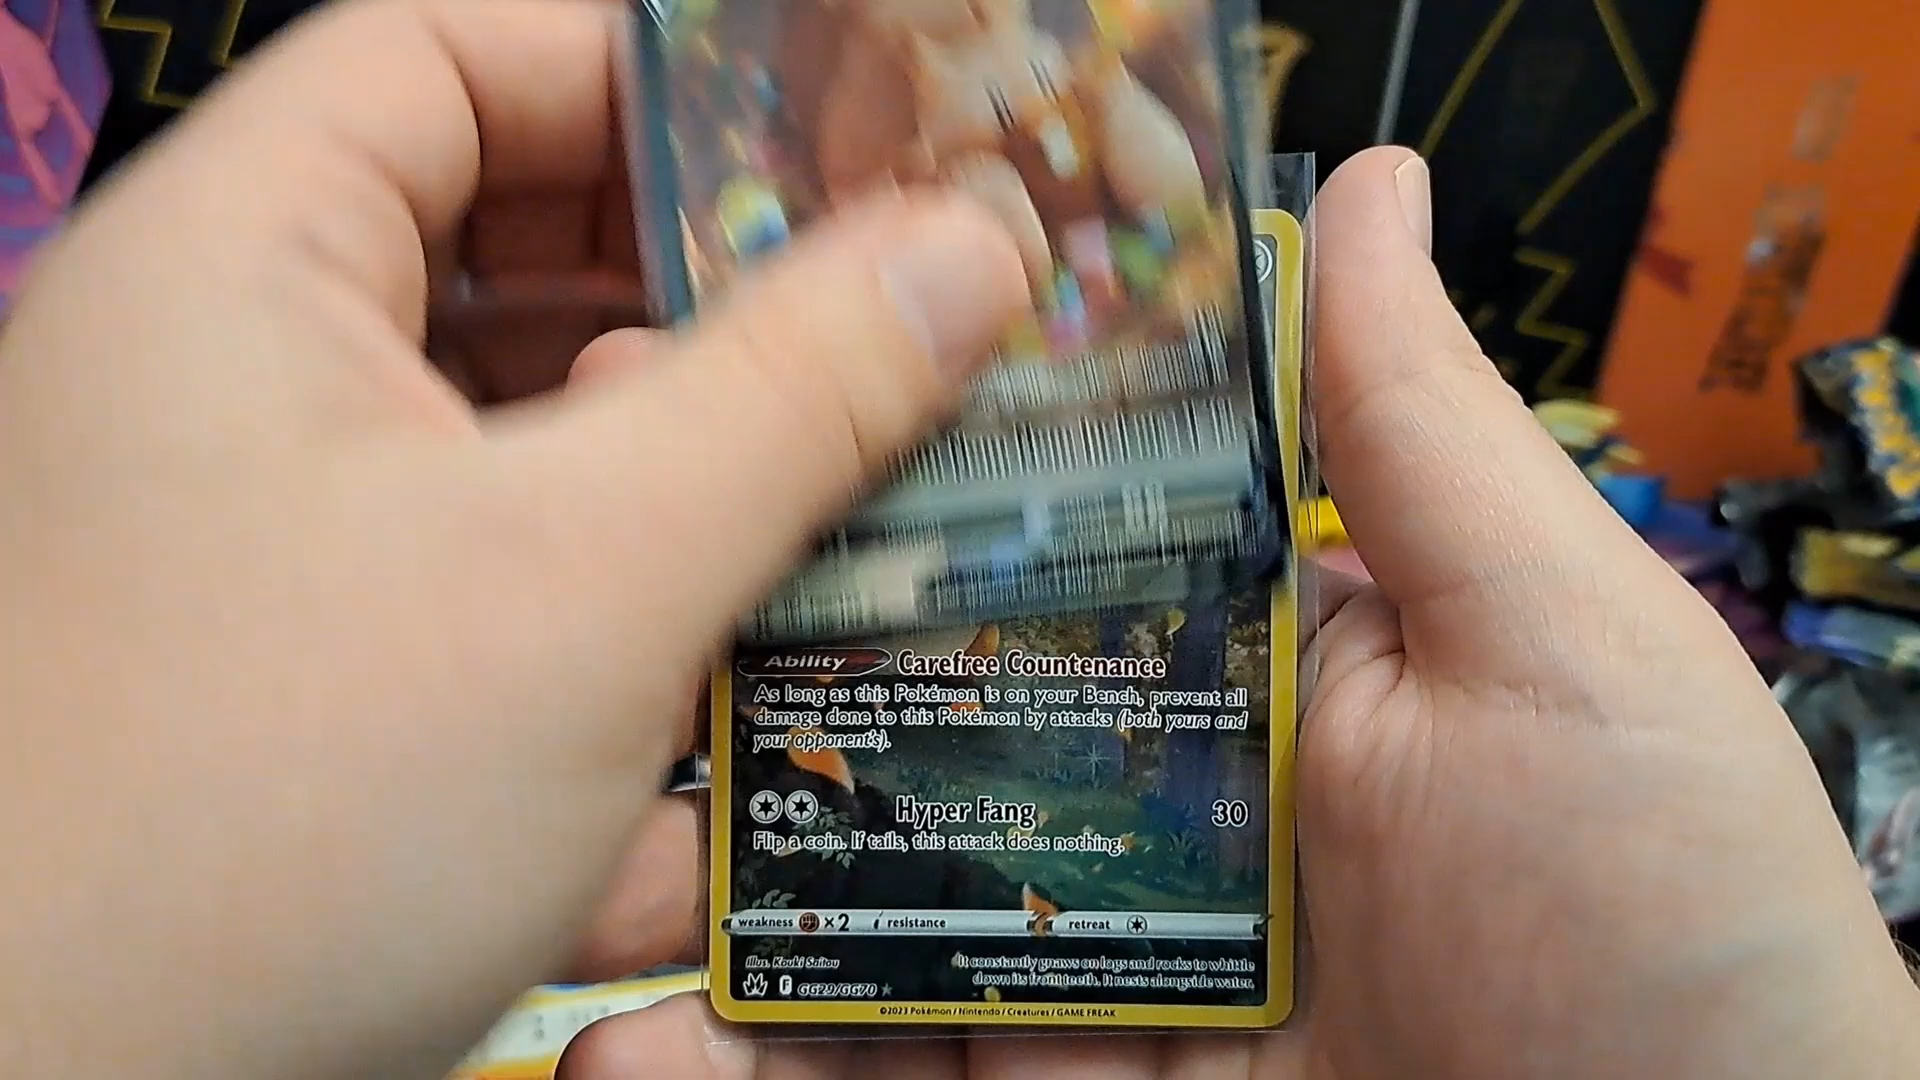 Ability Carefree Countenance
As long as this Pokémon is on your Bench, prevent all
damage done to this Pokémon by attacks (both yours and
your opponent's).
Hyper Fang 30
Flip a coin. If tails, this attack does nothing.
weakness ×2 resistance retreat
Illus. Kouki Saitou
It constantly gnaws on logs and rocks to whittle
down its front teeth. It nests alongside water.
F GG29/GG70
©2023 Pokémon / Nintendo / Creatures / GAME FREAK